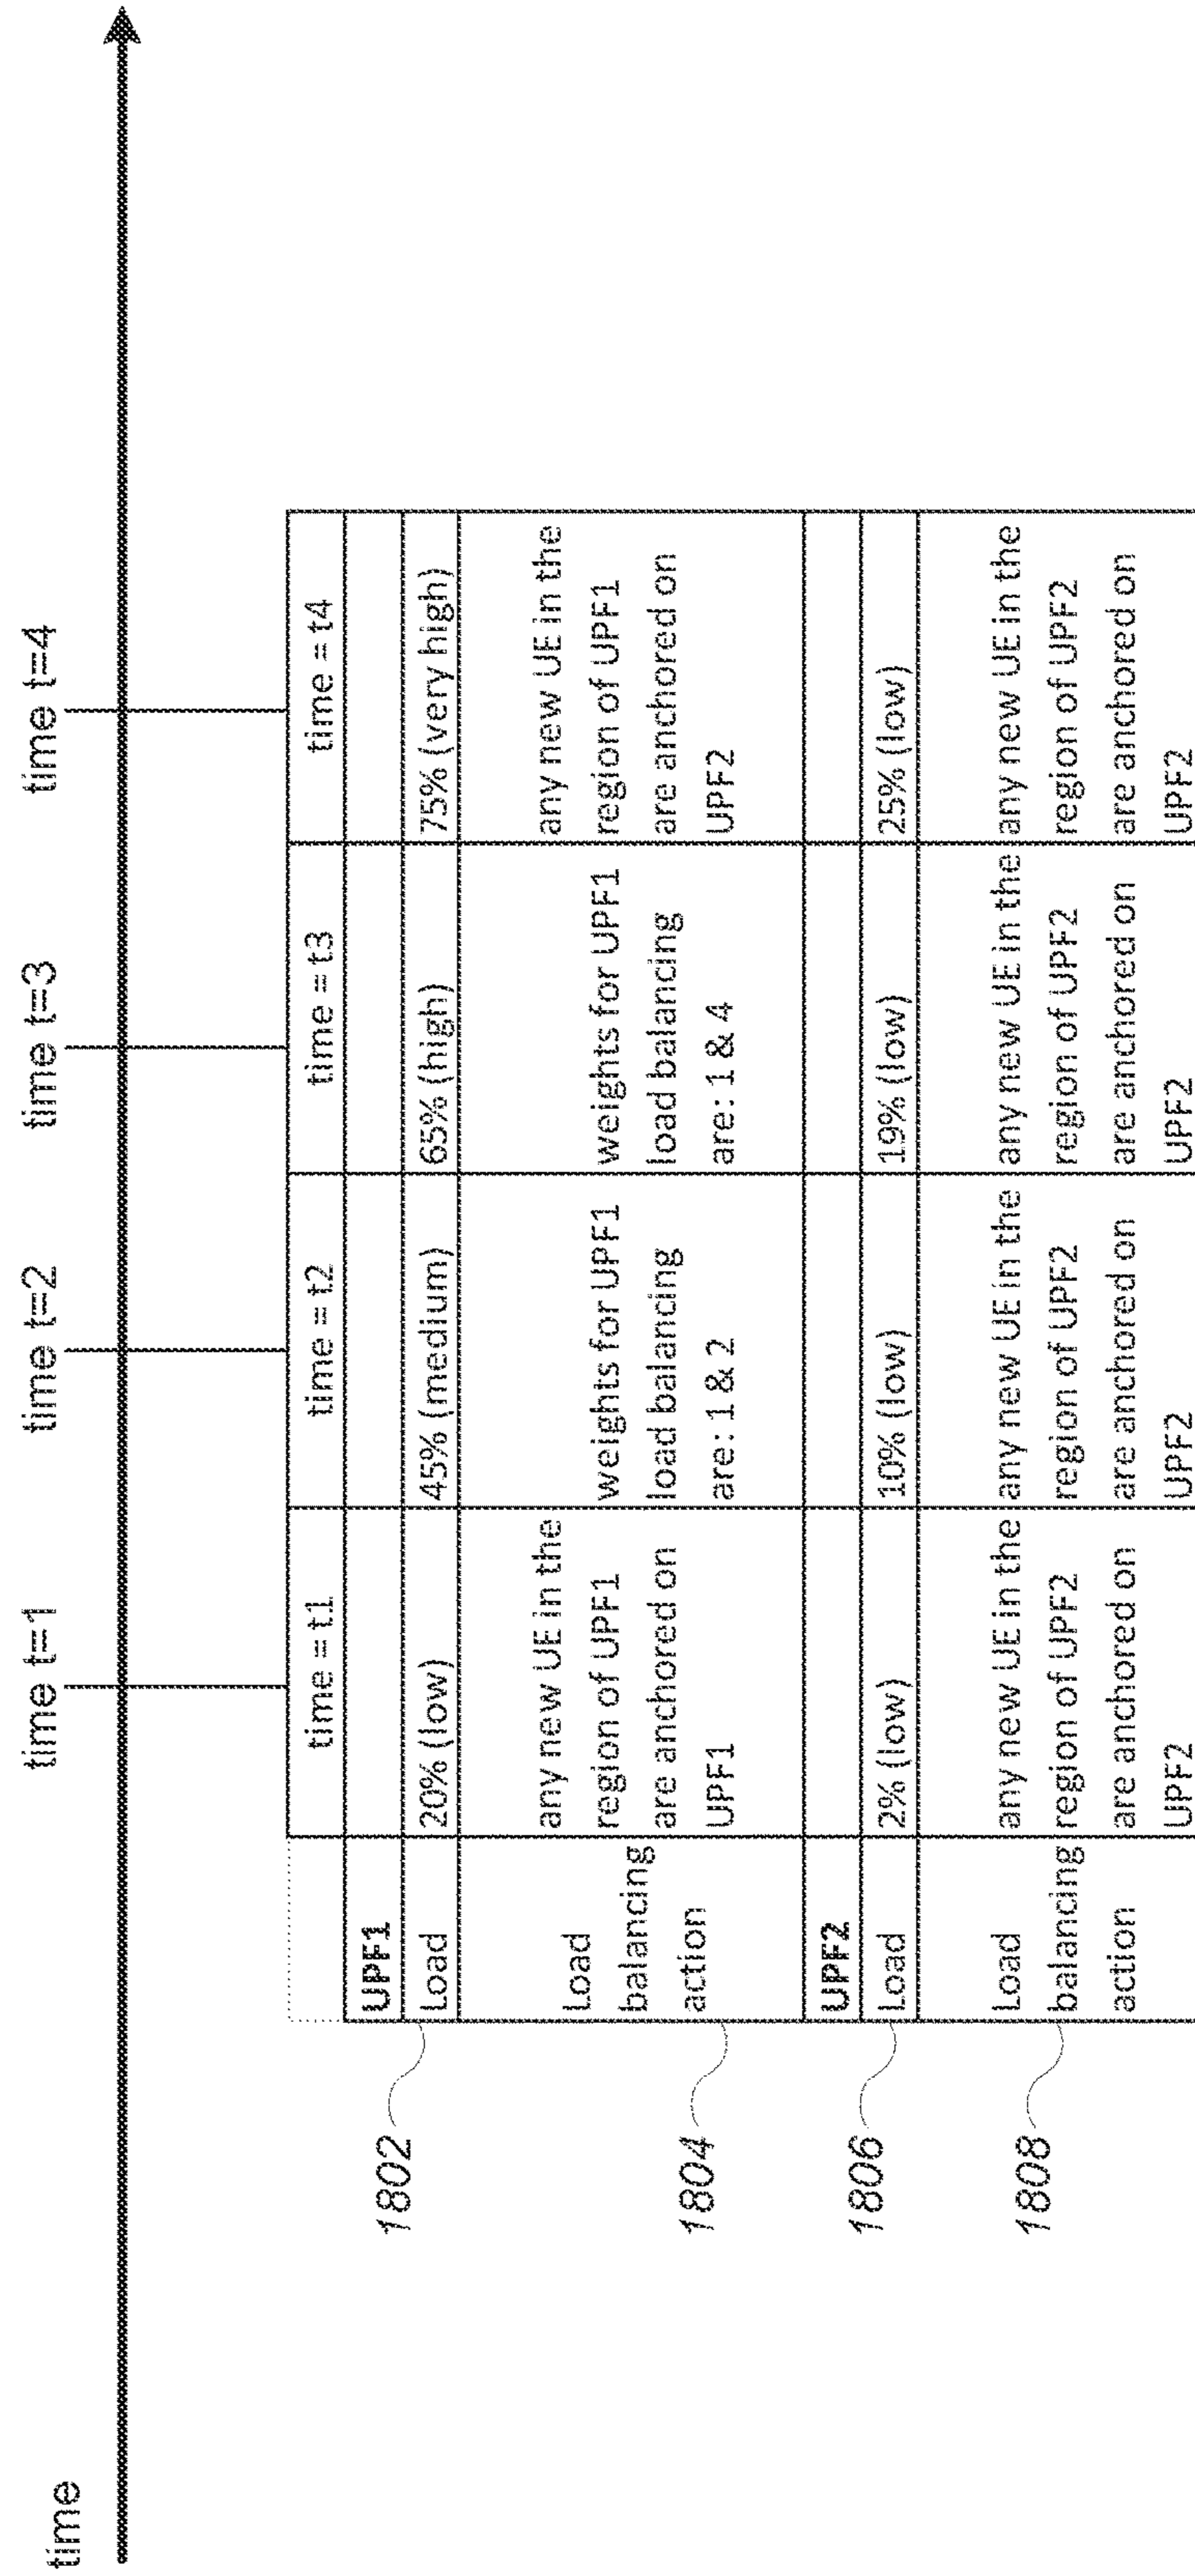 time
time t=1
time t=2
time t=3
time t=4
time = t1
time = t2
time = t3
time = t4
UPF1
1802
Load
20% (low)
45% (medium)
65% (high)
75% (very high)
1804
Load
balancing
action
any new UE in the
region of UPF1
are anchored on
UPF1
weights for UPF1
load balancing
are: 1 & 2
weights for UPF1
load balancing
are: 1 & 4
any new UE in the
region of UPF1
are anchored on
UPF2
UPF2
1806
Load
2% (low)
10% (low)
19% (low)
25% (low)
1808
Load
balancing
action
any new UE in the
region of UPF2
are anchored on
UPF2
any new UE in the
region of UPF2
are anchored on
UPF2
any new UE in the
region of UPF2
are anchored on
UPF2
any new UE in the
region of UPF2
are anchored on
UPF2